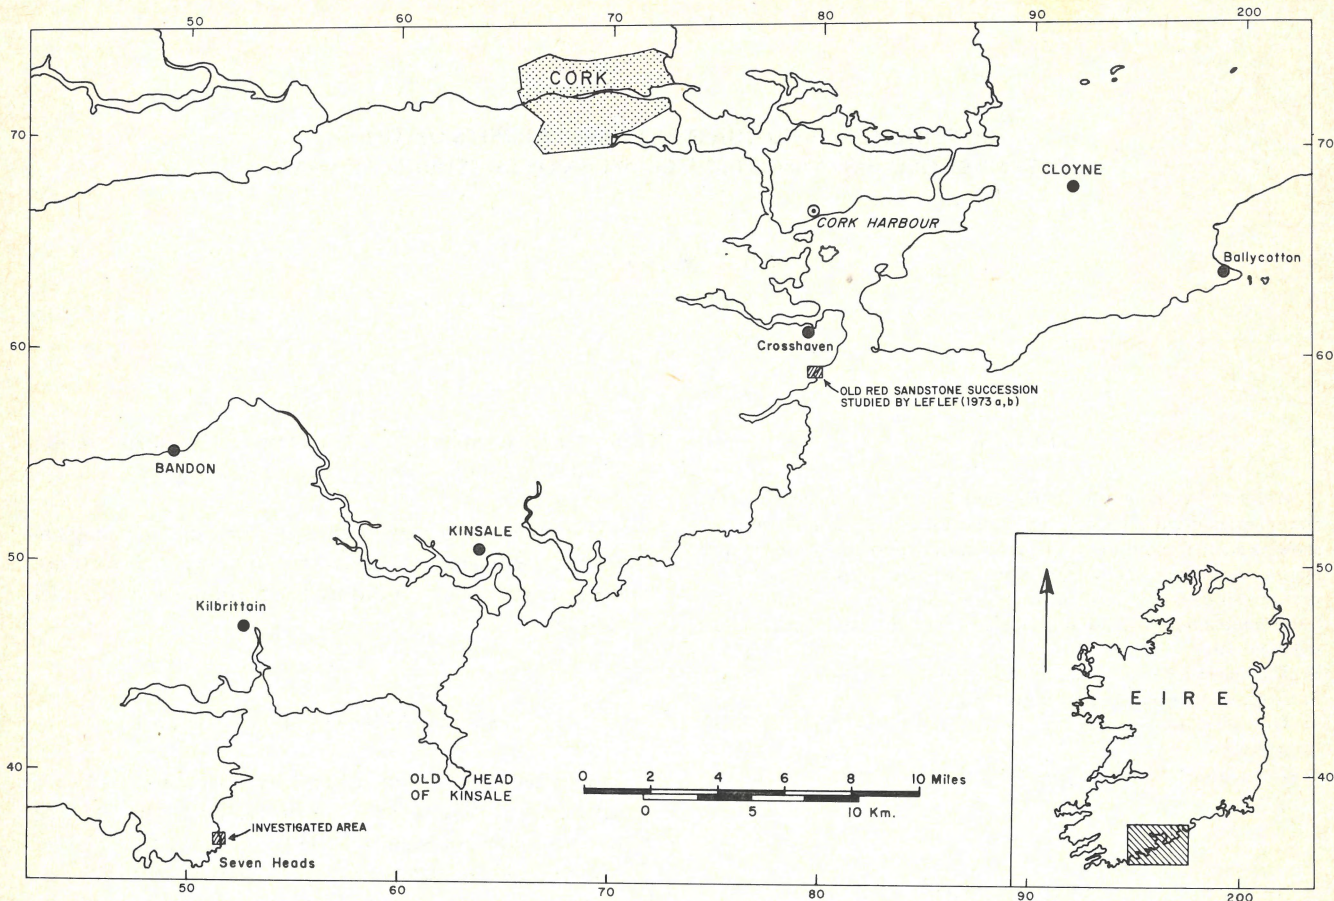 50 60 70 80 90 200
CORK
70
70
CLOYNE
CORK HARBOUR
Ballycotton
60
Crosshaven
60
OLD RED SANDSTONE SUCCESSION
STUDIED BY LEFLEF (1973 a,b)
BANDON
KINSALE
50
50
Kilbrittain
EIRE
40
40
OLD HEAD
OF KINSALE
0 2 4 6 8 10 Miles
0 5 10 Km.
INVESTIGATED AREA
Seven Heads
50 60 70 80 90 200